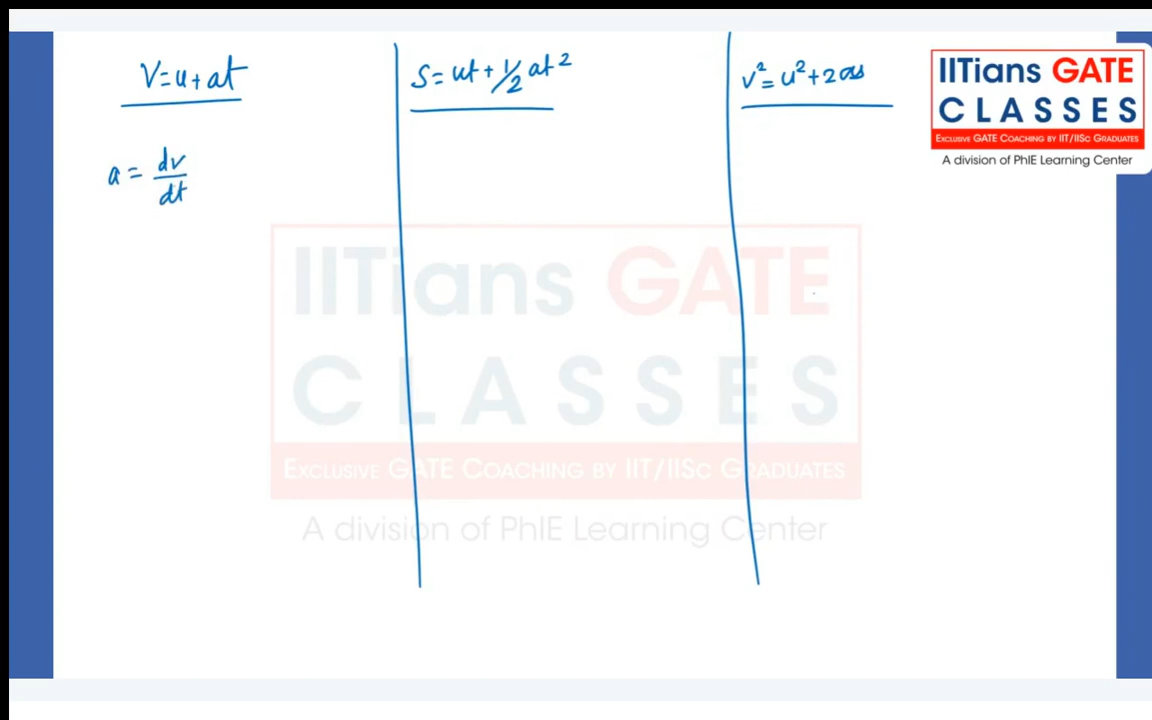 V=u+at
S=ut+1/2 at²
v²=u²+2as
a = dv/dt
IITians GATE
CLASSES
EXCLUSIVE GATE COACHING BY IIT/IISc GRADUATES
A division of PhIE Learning Center
IITians GATE
CLASSES
EXCLUSIVE GATE COACHING BY IIT/IISc GRADUATES
A division of PhIE Learning Center